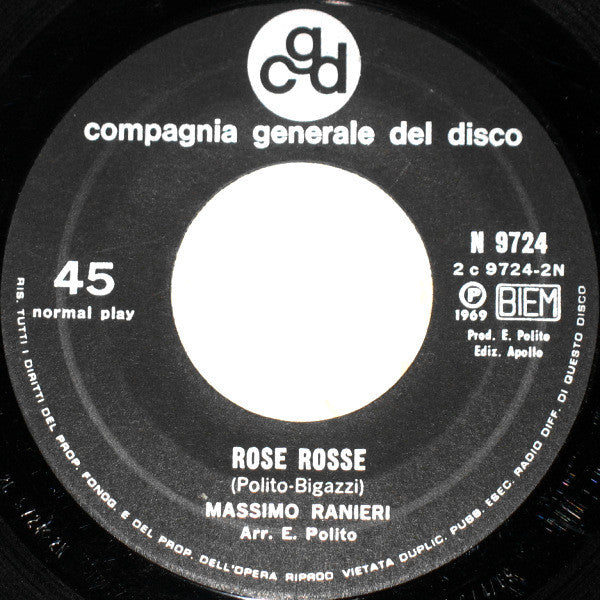 cgd
compagnia generale del disco
45
normal play
N 9724
2 c 9724-2N
P
1969
BIEM
Prod. E. Polito
Ediz. Apollo
ROSE ROSSE
(Polito-Bigazzi)
MASSIMO RANIERI
Arr. E. Polito
RIS. TUTTI I DIRITTI DEL PROP. FONOG. E DEL PROP. DELL'OPERA RIPROD VIETATA DUPLIC. PUBB. ESEC. RADIO DIFF. DI QUESTO DISCO